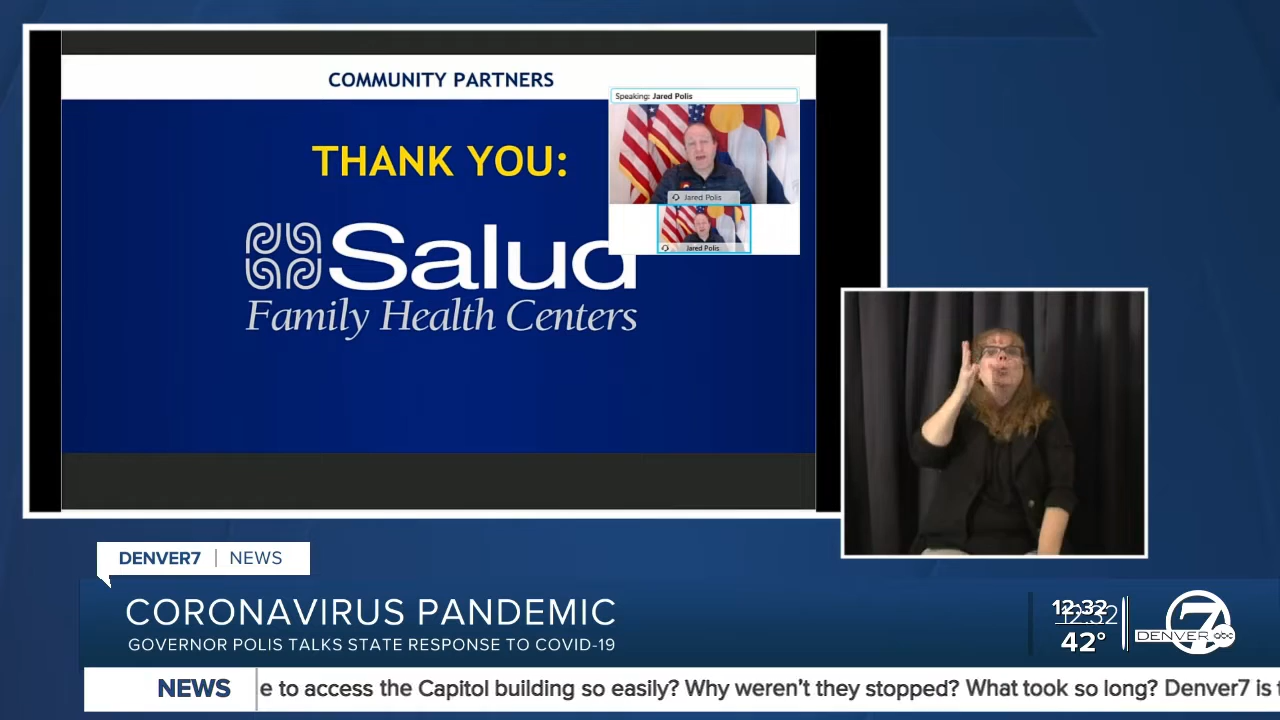 COMMUNITY PARTNERS
Speaking: Jared Polis
THANK YOU:
Jared Polis
Jared Polis
Salud
Family Health Centers
DENVER7 | NEWS
CORONAVIRUS PANDEMIC
GOVERNOR POLIS TALKS STATE RESPONSE TO COVID-19
12:32
42°
7
DENVER abc
NEWS
e to access the Capitol building so easily? Why weren't they stopped? What took so long? Denver7 is t